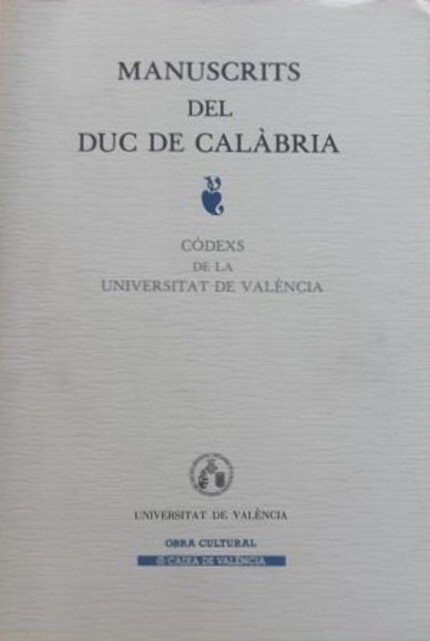 MANUSCRITS
DEL
DUC DE CALÀBRIA
CÒDEXS
DE LA
UNIVERSITAT DE VALÈNCIA
UNIVERSITAT DE VALÈNCIA
OBRA CULTURAL
CAIXA DE VALÈNCIA